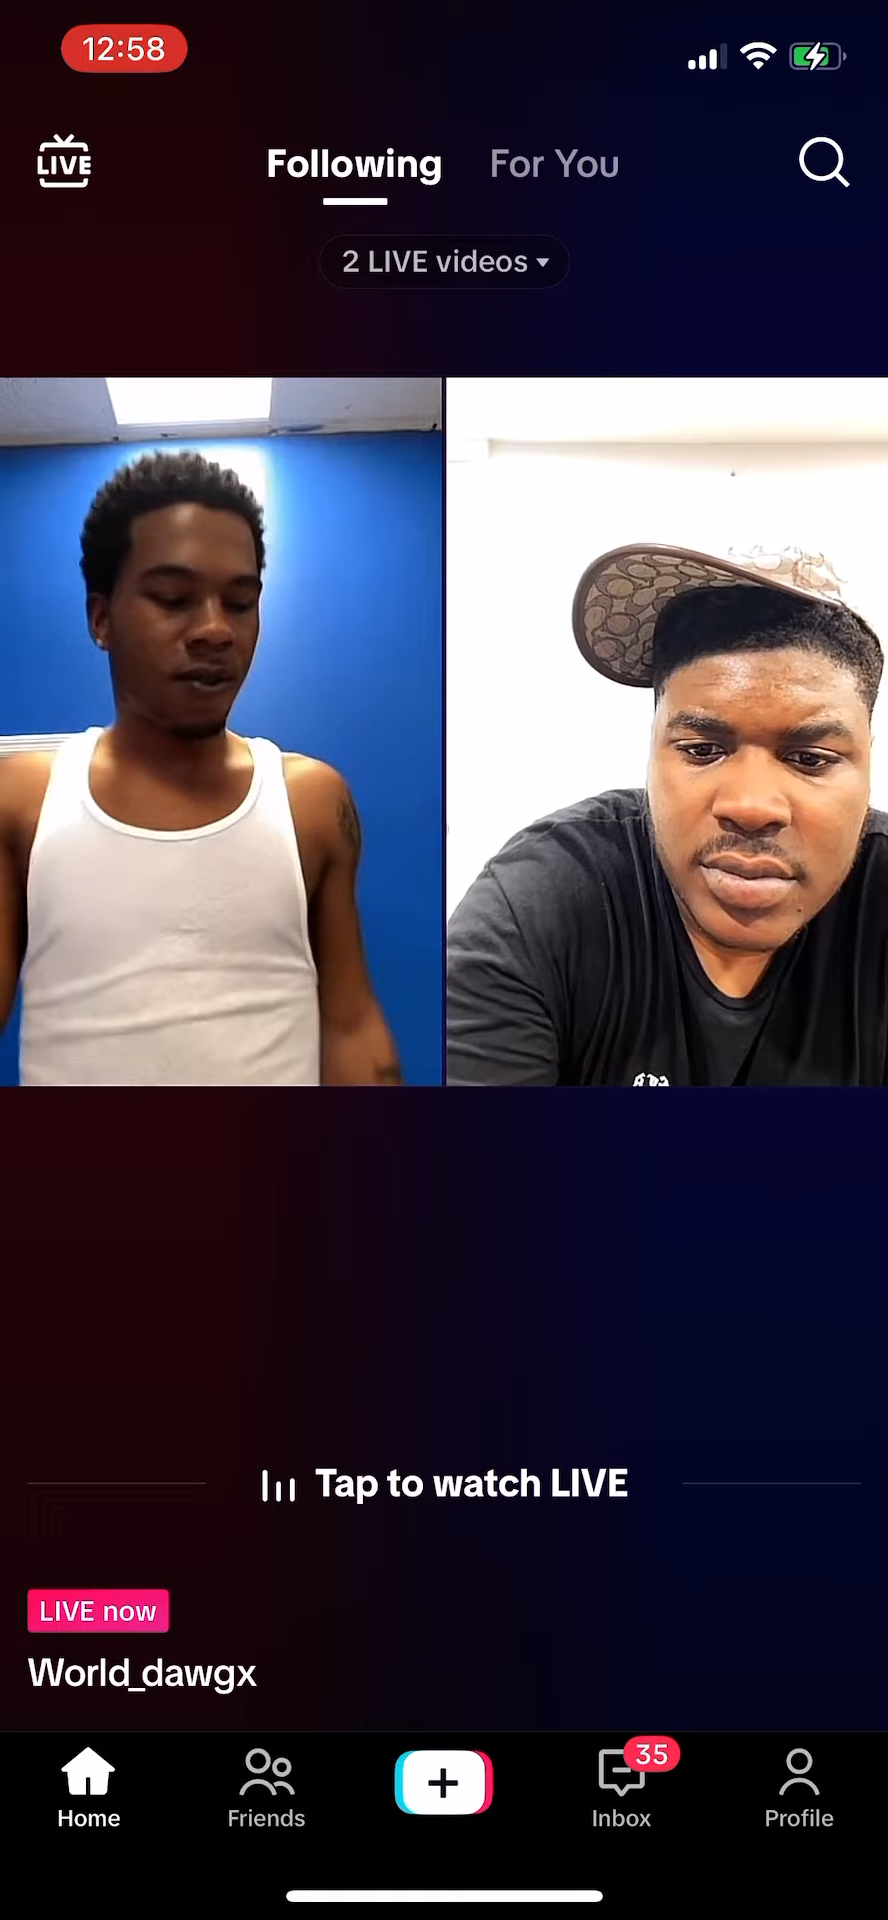 12:58
LIVE
Following
For You
2 LIVE videos
Tap to watch LIVE
LIVE now
World_dawgx
35
Home
Friends
Inbox
Profile